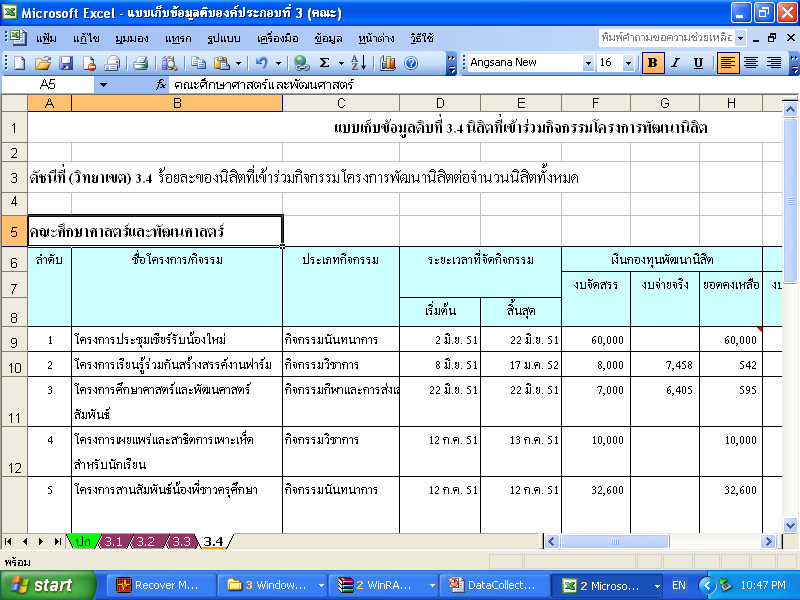 Microsoft Excel - แบบเก็บข้อมูลดิบองค์ประกอบที่ 3 (คณะ)
แฟ้ม แก้ไข มุมมอง แทรก รูปแบบ เครื่องมือ ข้อมูล หน้าต่าง วิธีใช้ พิมพ์คำถามขอความช่วยเหลือ
Angsana New 16 B I U
A5 fx คณะศึกษาศาสตร์และพัฒนศาสตร์
A B C D E F G H
1 แบบเก็บข้อมูลดิบที่ 3.4 นิสิตที่เข้าร่วมกิจกรรมโครงการพัฒนานิสิต
2
3 ดัชนีที่ (วิทยาเขต) 3.4 ร้อยละของนิสิตที่เข้าร่วมกิจกรรมโครงการพัฒนานิสิตต่อจำนวนนิสิตทั้งหมด
4
5 คณะศึกษาศาสตร์และพัฒนศาสตร์
6 ลำดับ ชื่อโครงการ/กิจกรรม ประเภทกิจกรรม ระยะเวลาที่จัดกิจกรรม เงินกองทุนพัฒนานิสิต
7 งบจัดสรร งบจ่ายจริง ยอดคงเหลือ งบ
8 เริ่มต้น สิ้นสุด
9 1 โครงการประชุมเชียร์รับน้องใหม่ กิจกรรมนันทนาการ 2 มิ.ย. 51 22 มิ.ย. 51 60,000 60,000
10 2 โครงการเรียนรู้ร่วมกันสร้างสรรค์งานฟาร์ม กิจกรรมวิชาการ 8 มิ.ย. 51 17 ม.ค. 52 8,000 7,458 542
3 โครงการศึกษาศาสตร์และพัฒนศาสตร์ กิจกรรมกีฬาและการส่งเส 22 มิ.ย. 51 22 มิ.ย. 51 7,000 6,405 595
11 สัมพันธ์
4 โครงการเผยแพร่และสาธิตการเพาะเห็ด กิจกรรมวิชาการ 12 ก.ค. 51 13 ก.ค. 51 10,000 10,000
12 สำหรับนักเรียน
5 โครงการสานสัมพันธ์น้องพี่ชาวครุศึกษา กิจกรรมนันทนาการ 12 ก.ค. 51 12 ก.ค. 51 32,600 32,600
ปก 3.1 3.2 3.3 3.4
พร้อม
start Recover M... 3 Window... 2 WinRA... DataCollect... 2 Microso... EN 10:47 PM